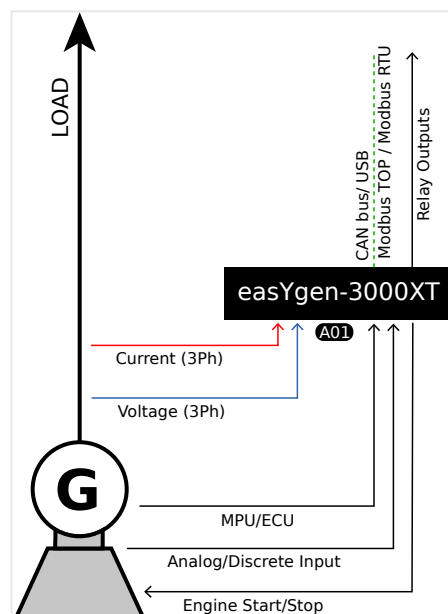 LOAD
CAN bus/ USB
Modbus TOP / Modbus RTU
Relay Outputs
easYgen-3000XT
A01
Current (3Ph)
Voltage (3Ph)
G
MPU/ECU
Analog/Discrete Input
Engine Start/Stop